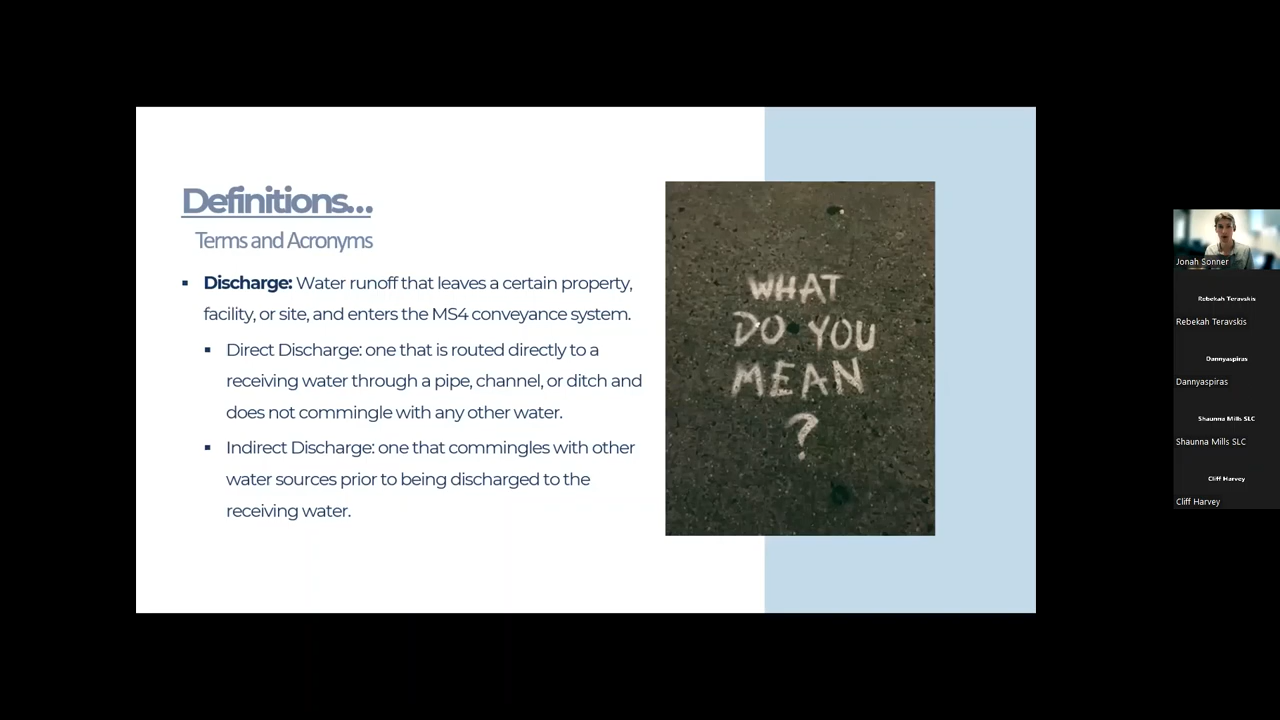 Definitions...
Terms and Acronyms
▪ Discharge: Water runoff that leaves a certain property,
facility, or site, and enters the MS4 conveyance system.
▪ Direct Discharge: one that is routed directly to a
receiving water through a pipe, channel, or ditch and
does not commingle with any other water.
▪ Indirect Discharge: one that commingles with other
water sources prior to being discharged to the
receiving water.
WHAT
DO YOU
MEAN
?
Jonah Sonner
Rebekah Teravskis
Rebekah Teravskis
Dannyaspiras
Dannyaspiras
Shaunna Mills SLC
Shaunna Mills SLC
Cliff Harvey
Cliff Harvey